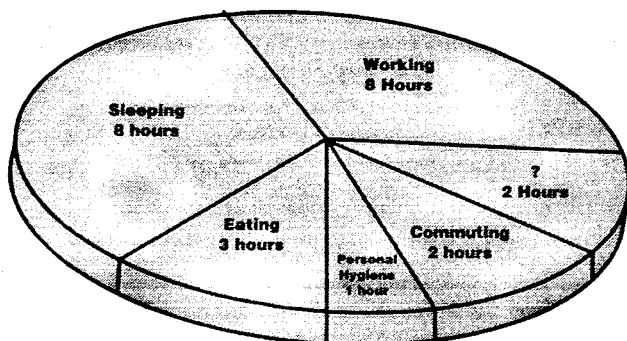 Working
8 Hours
Sleeping
8 hours
?
2 Hours
Eating
3 hours
Commuting
2 hours
Personal
Hygiene
1 hour